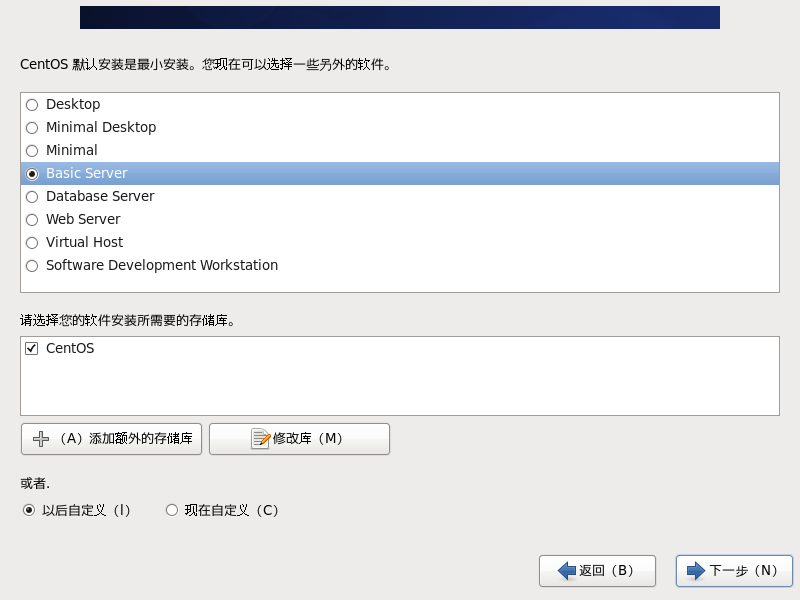 CentOS 默认安装是最小安装。您现在可以选择一些另外的软件。
Desktop
Minimal Desktop
Minimal
Basic Server
Database Server
Web Server
Virtual Host
Software Development Workstation
请选择您的软件安装所需要的存储库。
CentOS
（A）添加额外的存储库 修改库（M）
或者.
以后自定义（l） 现在自定义（C）
返回（B） 下一步（N）